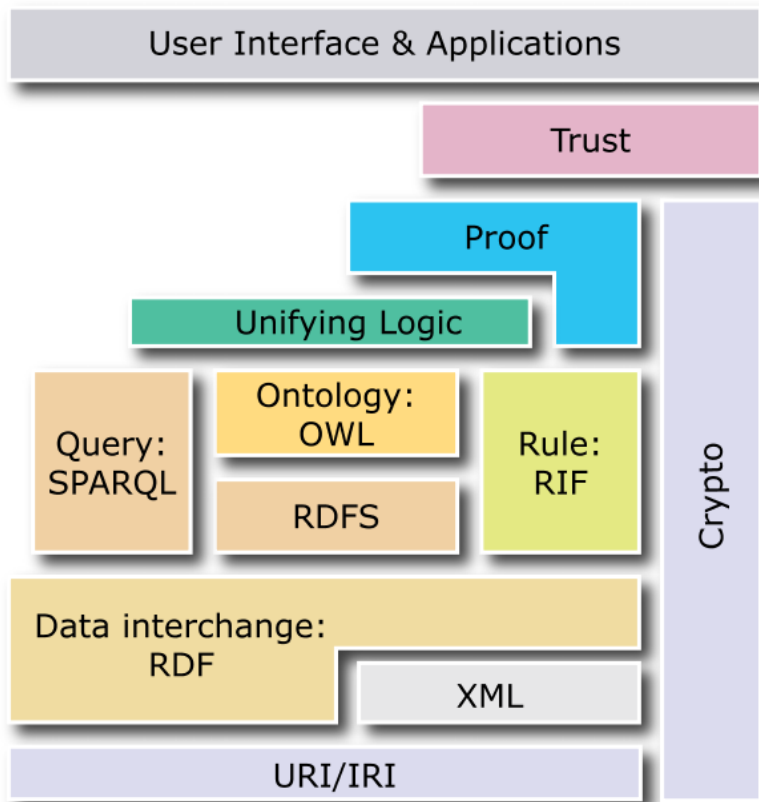 User Interface & Applications
Trust
Proof
Unifying Logic
Query:
SPARQL
Ontology:
OWL
RDFS
Rule:
RIF
Crypto
Data interchange:
RDF
XML
URI/IRI